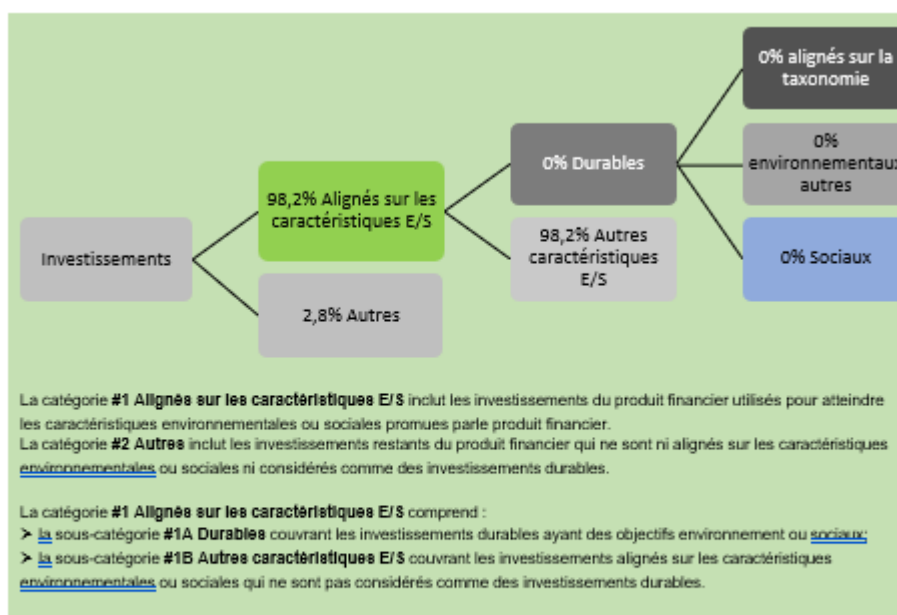 0% alignés sur la
taxonomie
0% Durables
0%
environnementaux
autres
98,2% Alignés sur les
caractéristiques E/S
98,2% Autres
caractéristiques
E/S
0% Sociaux
Investissements
2,8% Autres
La catégorie #1 Alignés sur les caractéristiques E/S inclut les investissements du produit financier utilisés pour atteindre
les caractéristiques environnementales ou sociales promues parle produit financier.
La catégorie #2 Autres inclut les investissements restants du produit financier qui ne sont ni alignés sur les caractéristiques
environnementales ou sociales ni considérés comme des investissements durables.
La catégorie #1 Alignés sur les caractéristiques E/S comprend :
➤ la sous-catégorie #1A Durables couvrant les investissements durables ayant des objectifs environnement ou sociaux;
➤ la sous-catégorie #1B Autres caractéristiques E/S couvrant les investissements alignés sur les caractéristiques
environnementales ou sociales qui ne sont pas considérés comme des investissements durables.